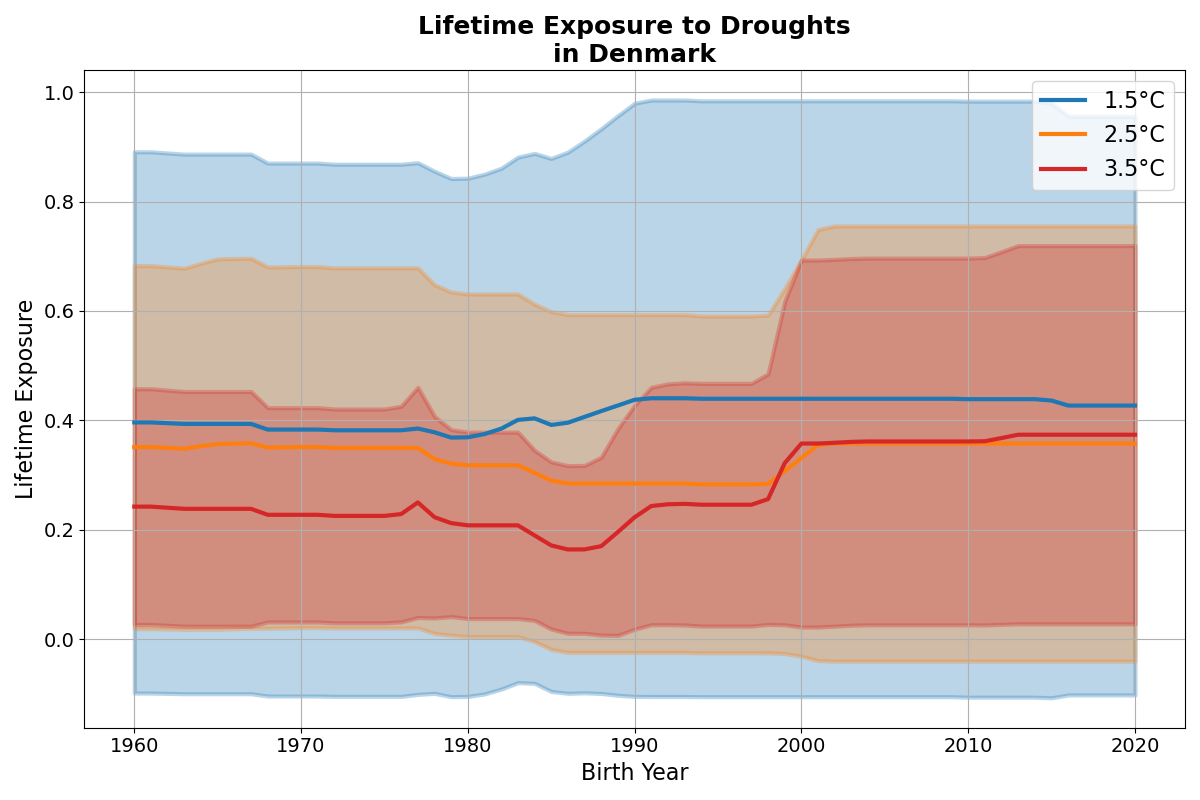 Lifetime Exposure to Droughts
in Denmark
1.5°C
2.5°C
3.5°C
Lifetime Exposure
1.0
0.8
0.6
0.4
0.2
0.0
1960 1970 1980 1990 2000 2010 2020
Birth Year